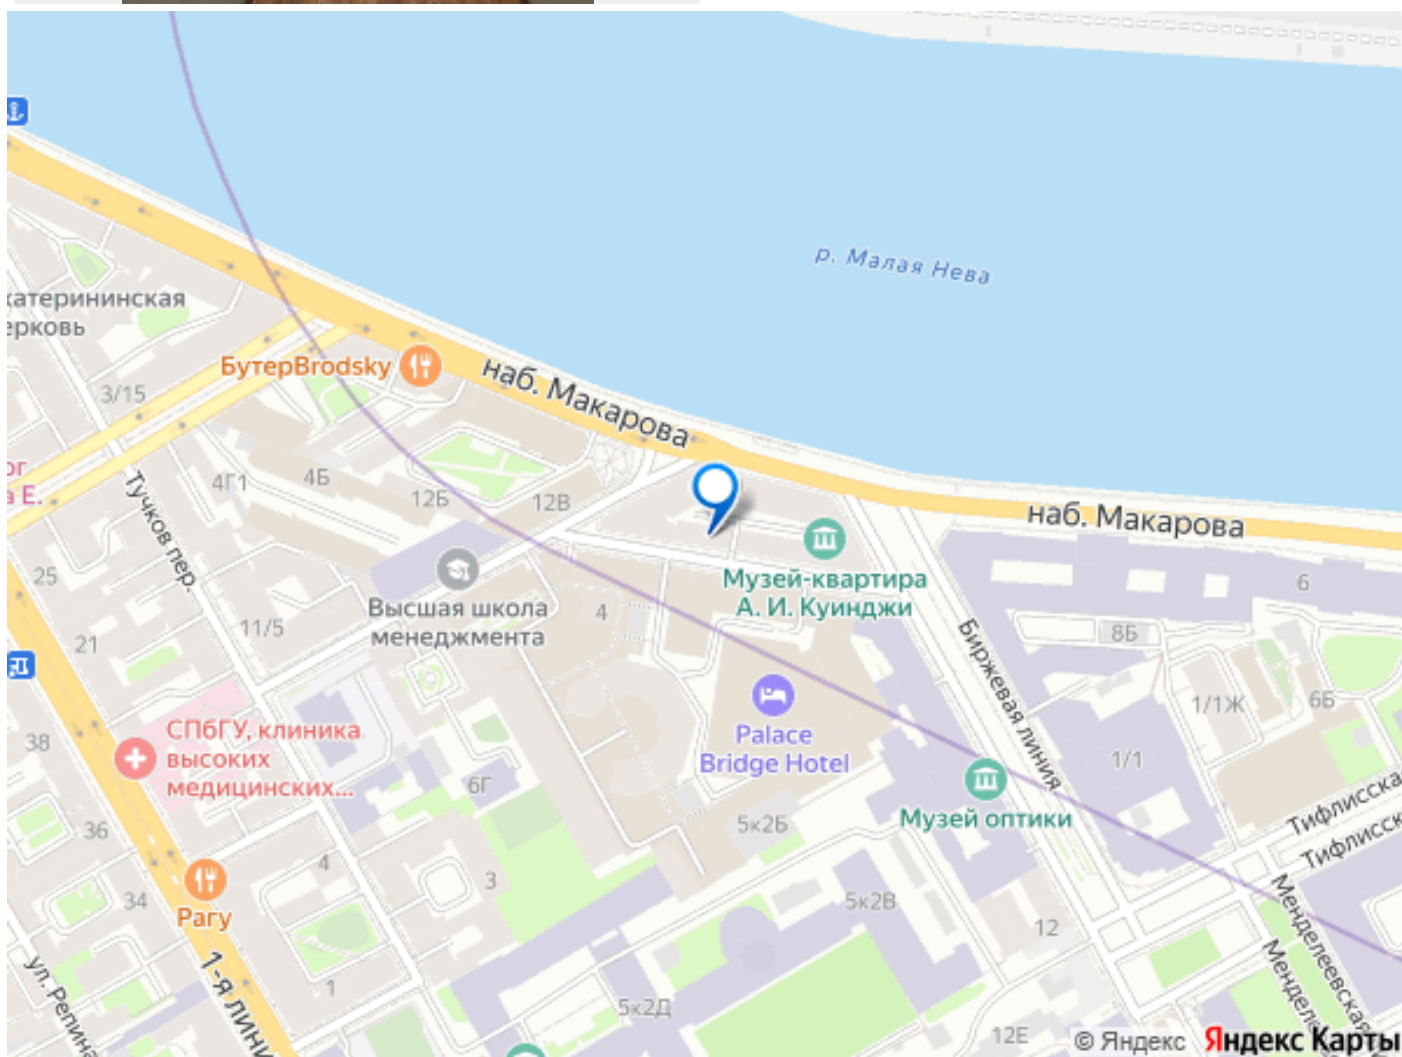 р. Малая Нева
катерининская
ерковь
БутерBrodsky
наб. Макарова
3/15
4Г1
4Б
12Б
12В
Тучков пер.
ог
а Е.
наб. Макарова
Музей-квартира
А. И. Куинджи
6
25
Высшая школа
менеджмента
4
11/5
21
8Б
Биржевая линия
1/1Ж
6Б
СПбГУ, клиника
высоких
медицинских...
38
Palace
Bridge Hotel
6Г
1/1
Музей оптики
5к2Б
Тифлисска
Тифлисск
36
4
3
Рагу
34
5к2В
12
Менделеевская
Мендел
ул. Репина
1-я лини
1
5к2Д
12Е
© Яндекс Яндекс Карты